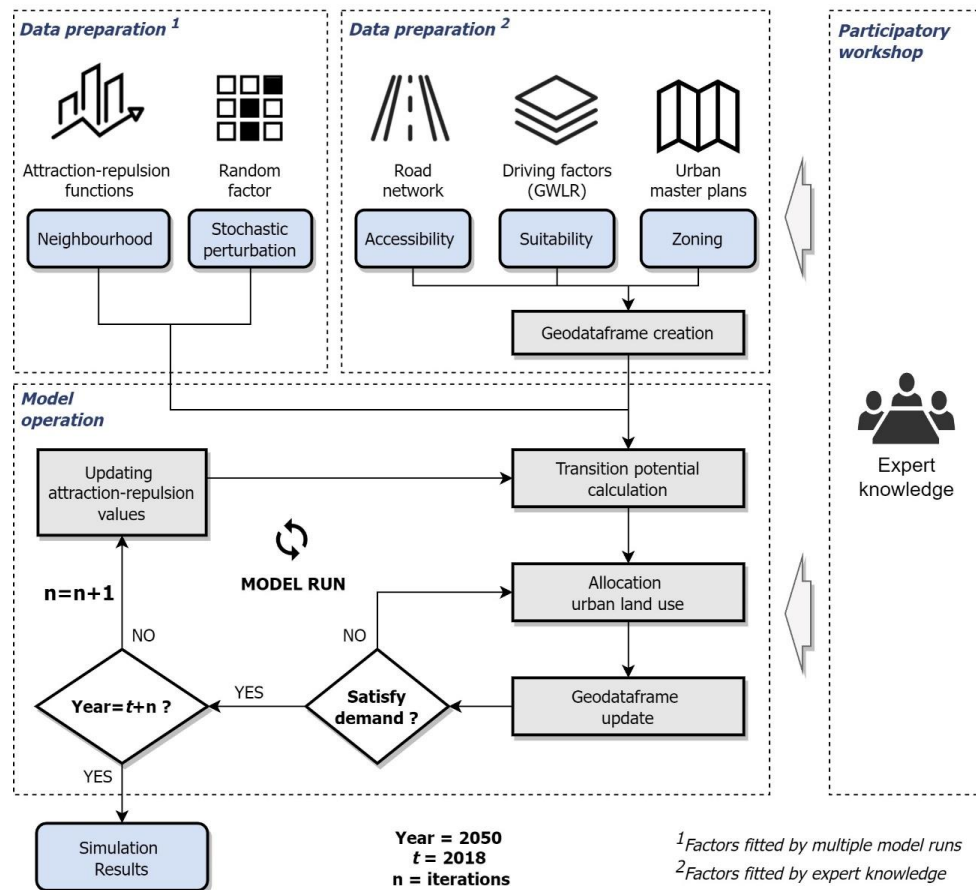 Data preparation 1
Data preparation 2
Participatory
workshop
Attraction-repulsion
functions
Random
factor
Road
network
Driving factors
(GWLR)
Urban
master plans
Neighbourhood
Stochastic
perturbation
Accessibility
Suitability
Zoning
Geodataframe creation
Model
operation
Updating
attraction-repulsion
values
Transition potential
calculation
Expert
knowledge
MODEL RUN
n=n+1
Allocation
urban land use
NO
NO
Year=t+n ?
YES
Satisfy
demand ?
Geodataframe
update
YES
Simulation
Results
Year = 2050
t = 2018
n = iterations
1Factors fitted by multiple model runs
2Factors fitted by expert knowledge